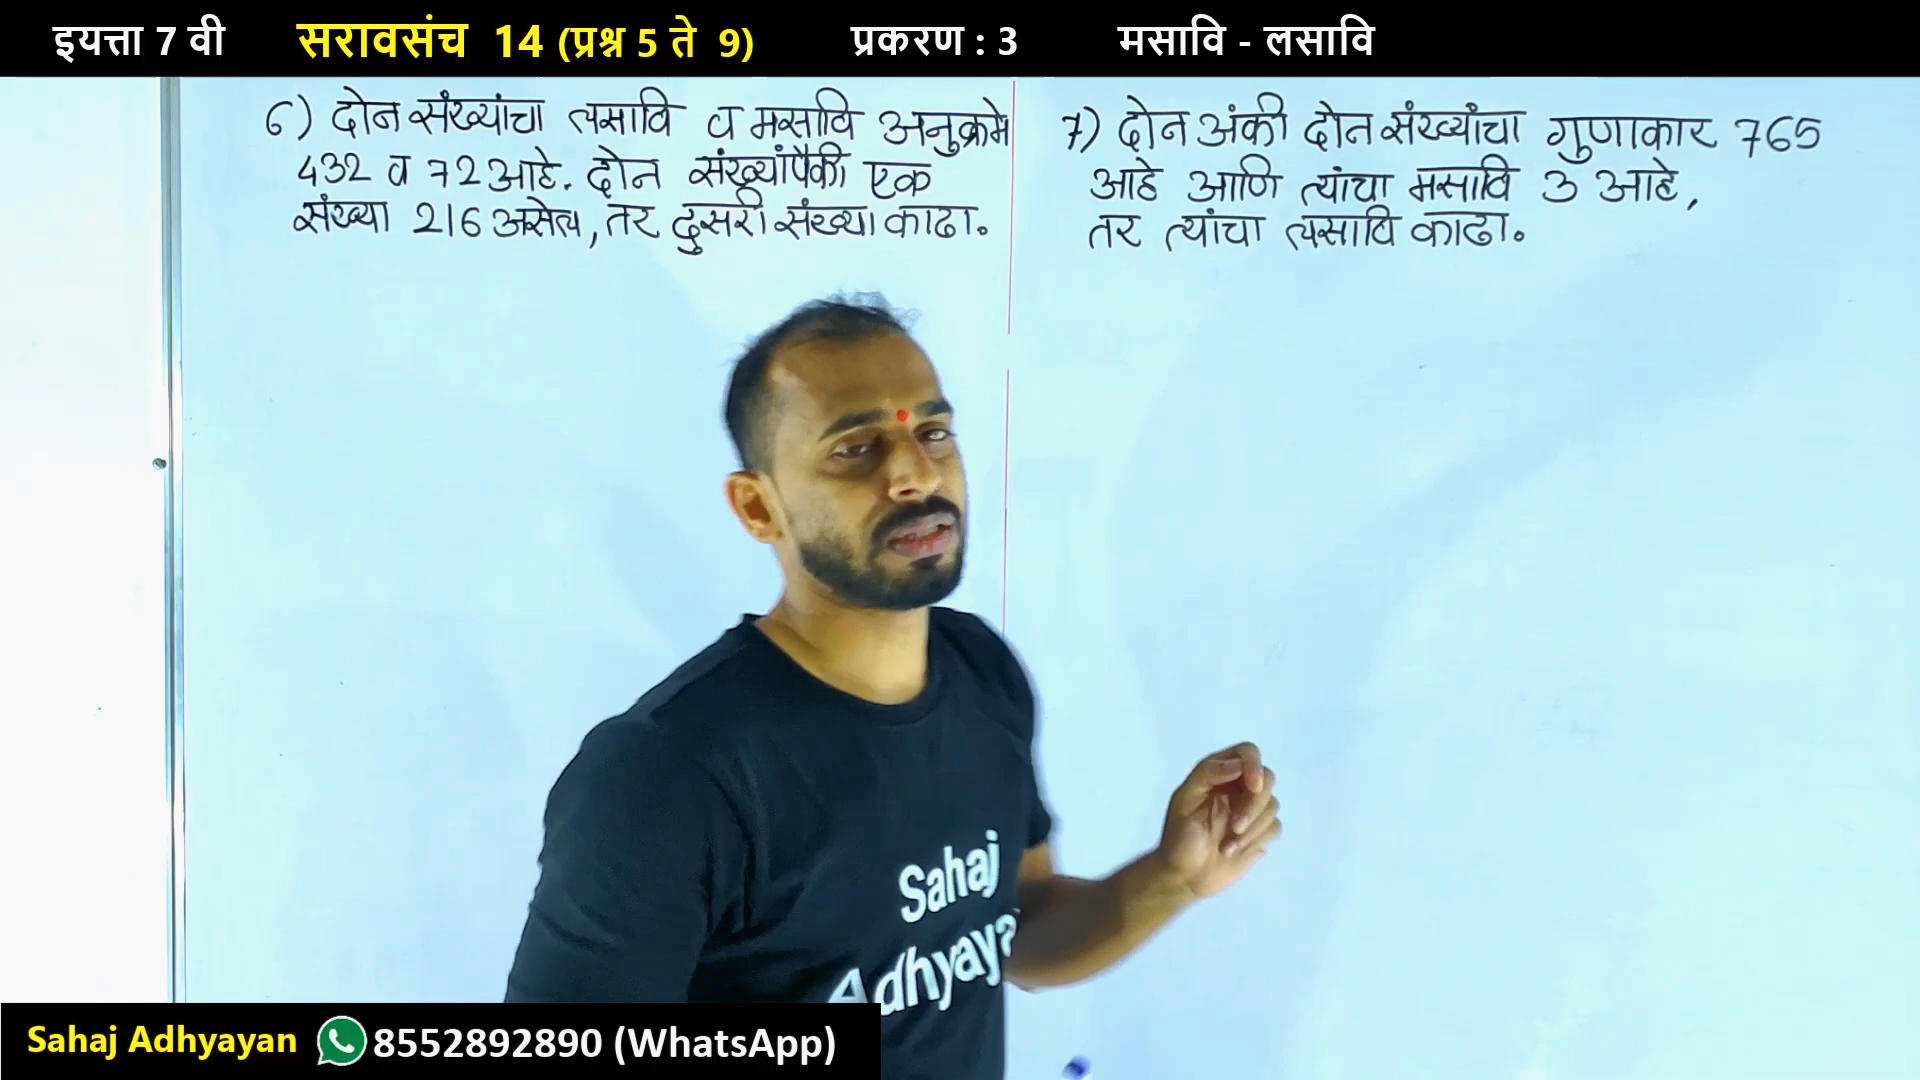 इयत्ता 7 वी सरावसंच 14 (प्रश्न 5 ते 9) प्रकरण : 3 मसावि - लसावि
6) दोन संख्यांचा लसावि व मसावि अनुक्रमे
432 व 72 आहे. दोन संख्यांपैकी एक
संख्या 216 असेल, तर दुसरी संख्या काढा.
7) दोन अंकी दोन संख्यांचा गुणाकार 765
आहे आणि त्यांचा मसावि 3 आहे,
तर त्यांचा लसावि काढा.
Sahaj
Adhyaya
Sahaj Adhyayan 8552892890 (WhatsApp)